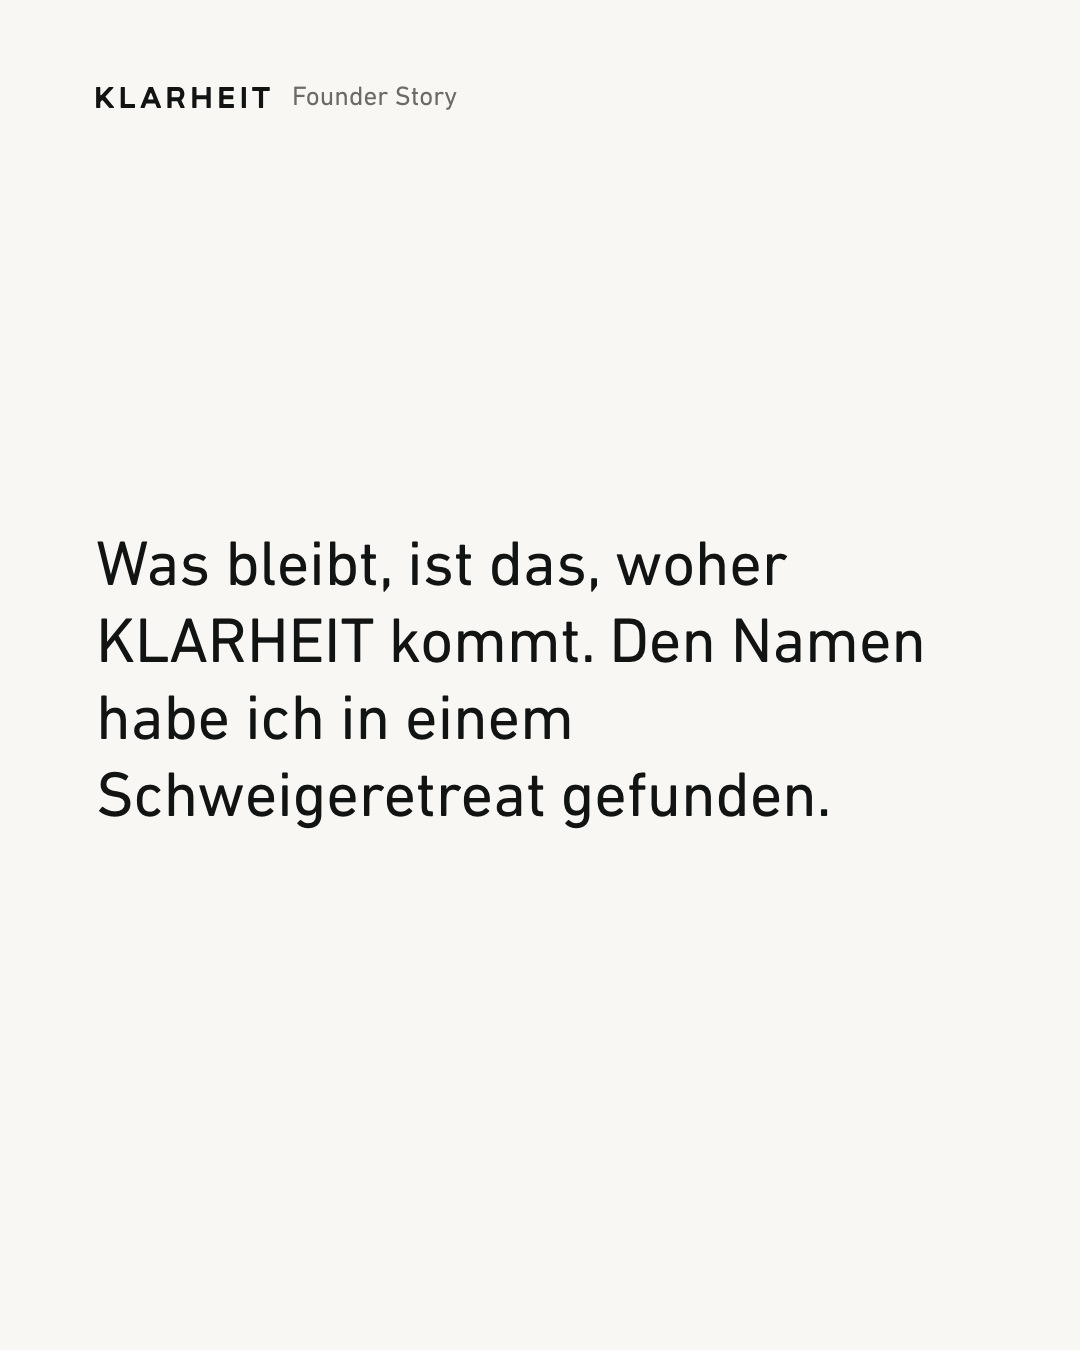 KLARHEIT Founder Story
Was bleibt, ist das, woher
KLARHEIT kommt. Den Namen
habe ich in einem
Schweigeretreat gefunden.